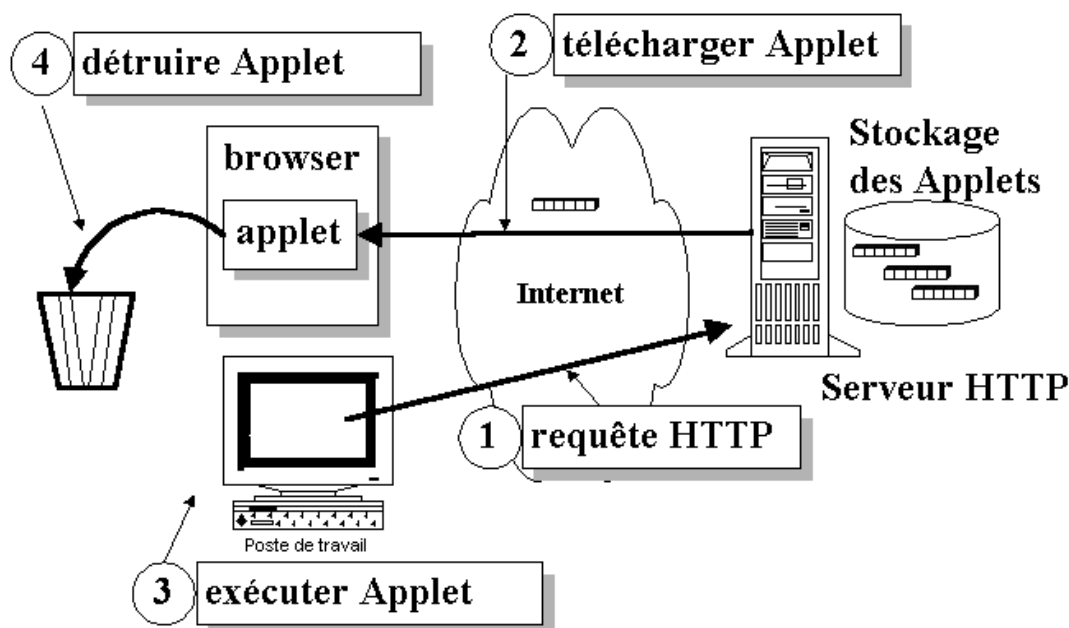 4 détruire Applet
2 télécharger Applet
browser
applet
Internet
Stockage
des Applets
Serveur HTTP
1 requête HTTP
Poste de travail
3 exécuter Applet